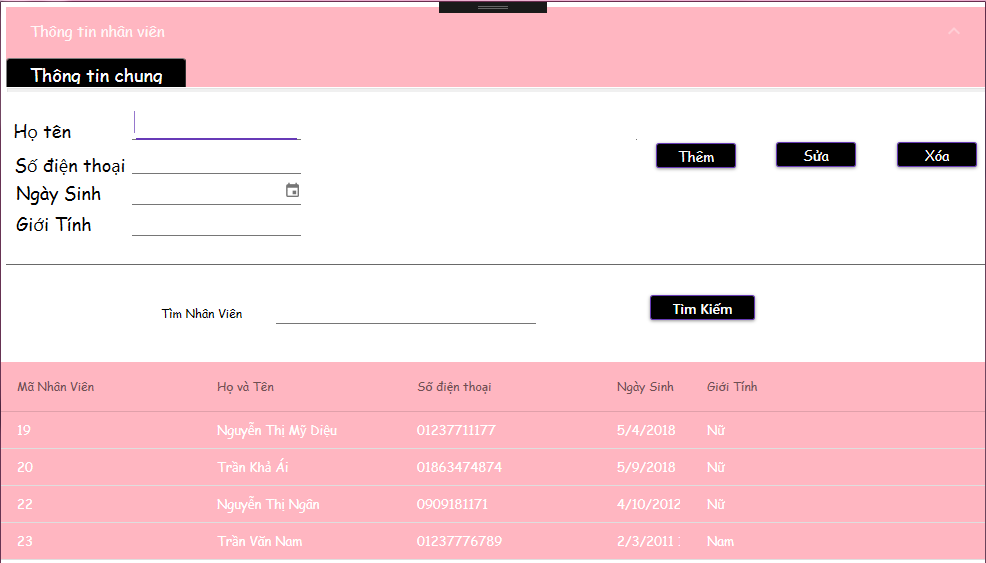 Thông tin nhân viên
Thông tin chung
Họ tên
Thêm Sửa Xóa
Số điện thoại
Ngày Sinh
Giới Tính
Tìm Nhân Viên Tìm Kiếm
Mã Nhân Viên Họ và Tên Số điện thoại Ngày Sinh Giới Tính
19 Nguyễn Thị Mỹ Diệu 01237711177 5/4/2018 Nữ
20 Trần Khả Ái 01863474874 5/9/2018 Nữ
22 Nguyễn Thị Ngân 0909181171 4/10/2012 Nữ
23 Trần Văn Nam 01237776789 2/3/2011 Nam